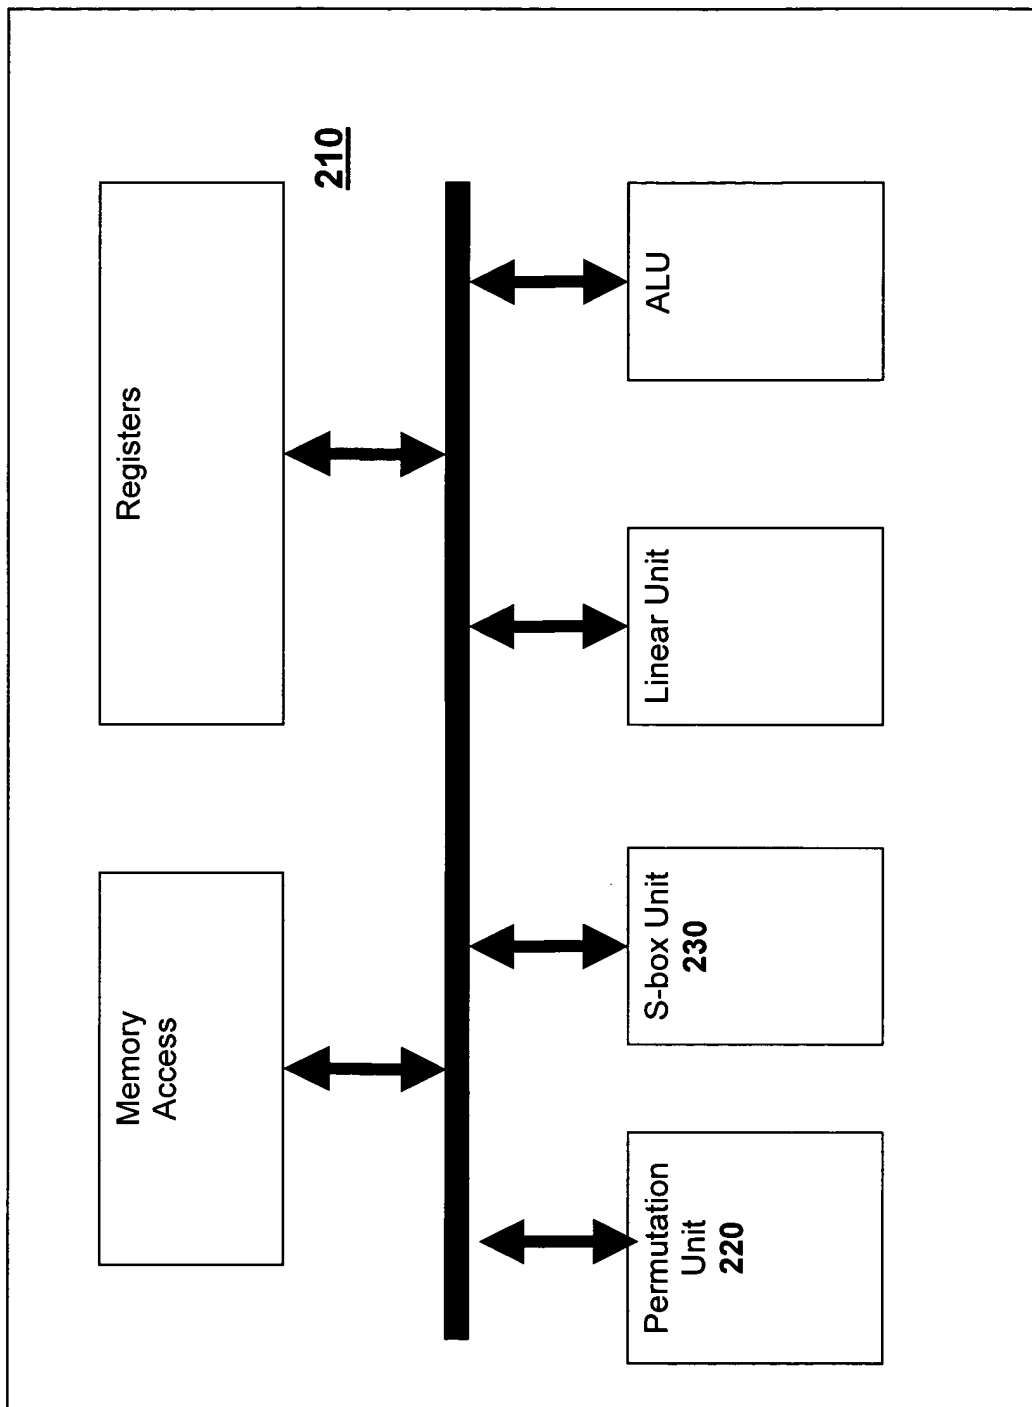 Memory
Access
Registers
210
Permutation
Unit
220
S-box Unit
230
Linear Unit
ALU